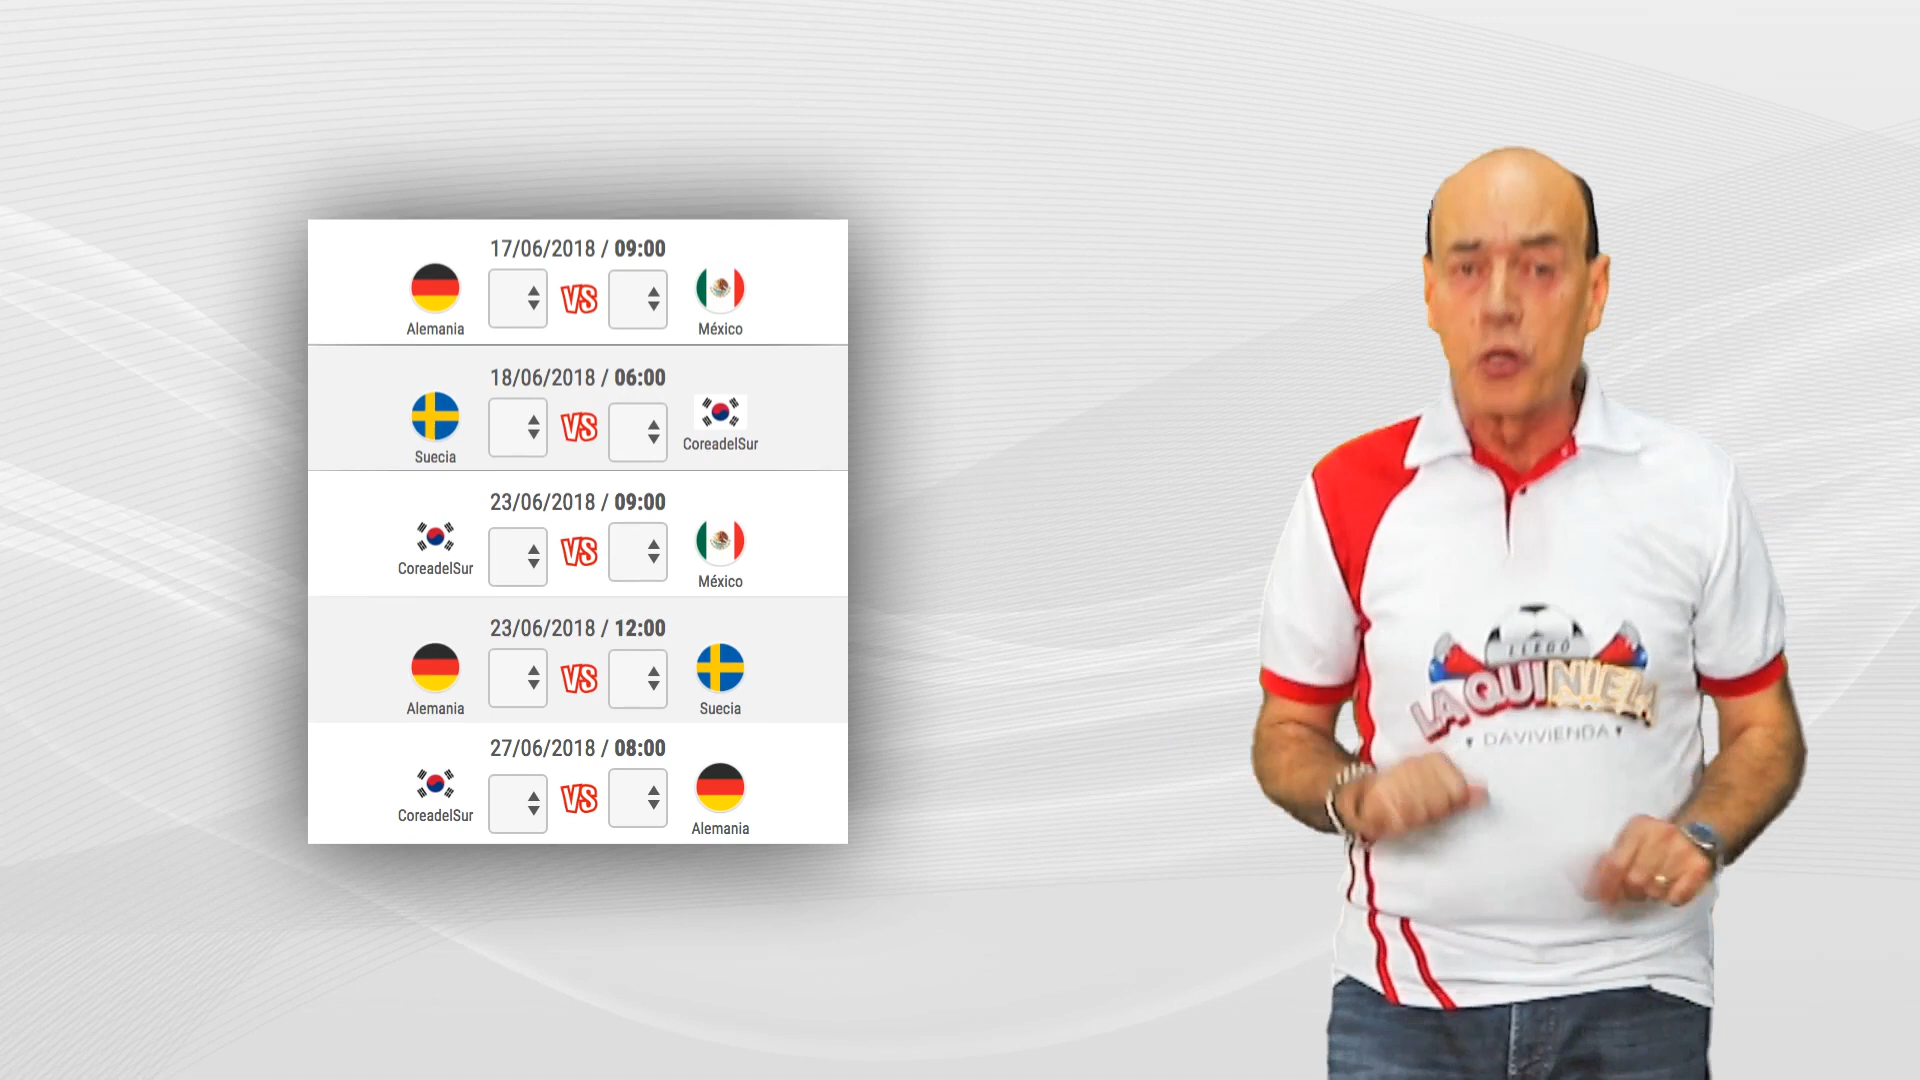 17/06/2018 / 09:00
VS
Alemania
México
18/06/2018 / 06:00
VS
Suecia
CoreadelSur
23/06/2018 / 09:00
VS
CoreadelSur
México
23/06/2018 / 12:00
VS
Alemania
Suecia
27/06/2018 / 08:00
VS
CoreadelSur
Alemania
LLEGÓ
LA QUINIELA
DAVIVIENDA